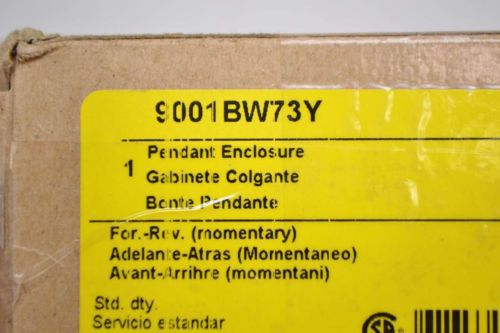 9001BW73Y
1 Pendant Enclosure
Gabinete Colgante
Bonte Pendante
For.-Rev. (momentary)
Adelante-Atras (Momentaneo)
Avant-Arrihre (momentani)
Std. dty.
Servicio estandar